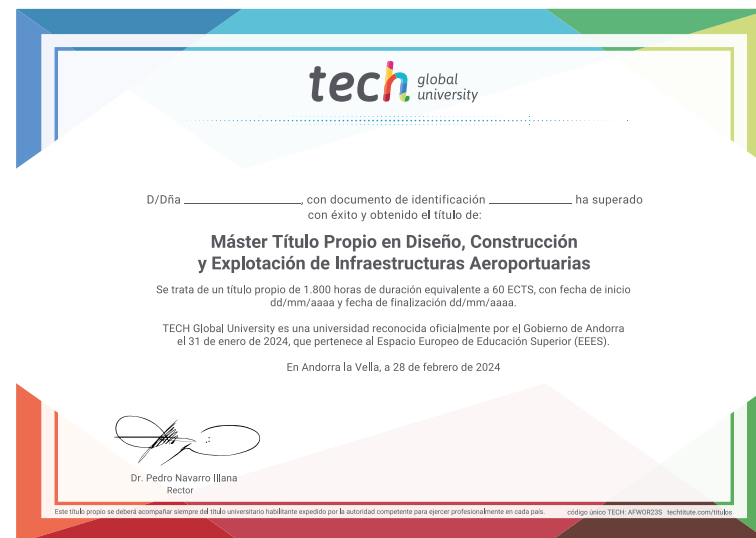 tech global university
D/Dña ____________________, con documento de identificación ______________ ha superado
con éxito y obtenido el título de:
Máster Título Propio en Diseño, Construcción
y Explotación de Infraestructuras Aeroportuarias
Se trata de un título propio de 1.800 horas de duración equivalente a 60 ECTS, con fecha de inicio
dd/mm/aaaa y fecha de finalización dd/mm/aaaa.
TECH Global University es una universidad reconocida oficialmente por el Gobierno de Andorra
el 31 de enero de 2024, que pertenece al Espacio Europeo de Educación Superior (EEES).
En Andorra la Vella, a 28 de febrero de 2024
Dr. Pedro Navarro Illana
Rector
Este título propio se deberá acompañar siempre del título universitario habilitante expedido por la autoridad competente para ejercer profesionalmente en cada país. código único TECH: AFWOR23S techtitute.com/titulos